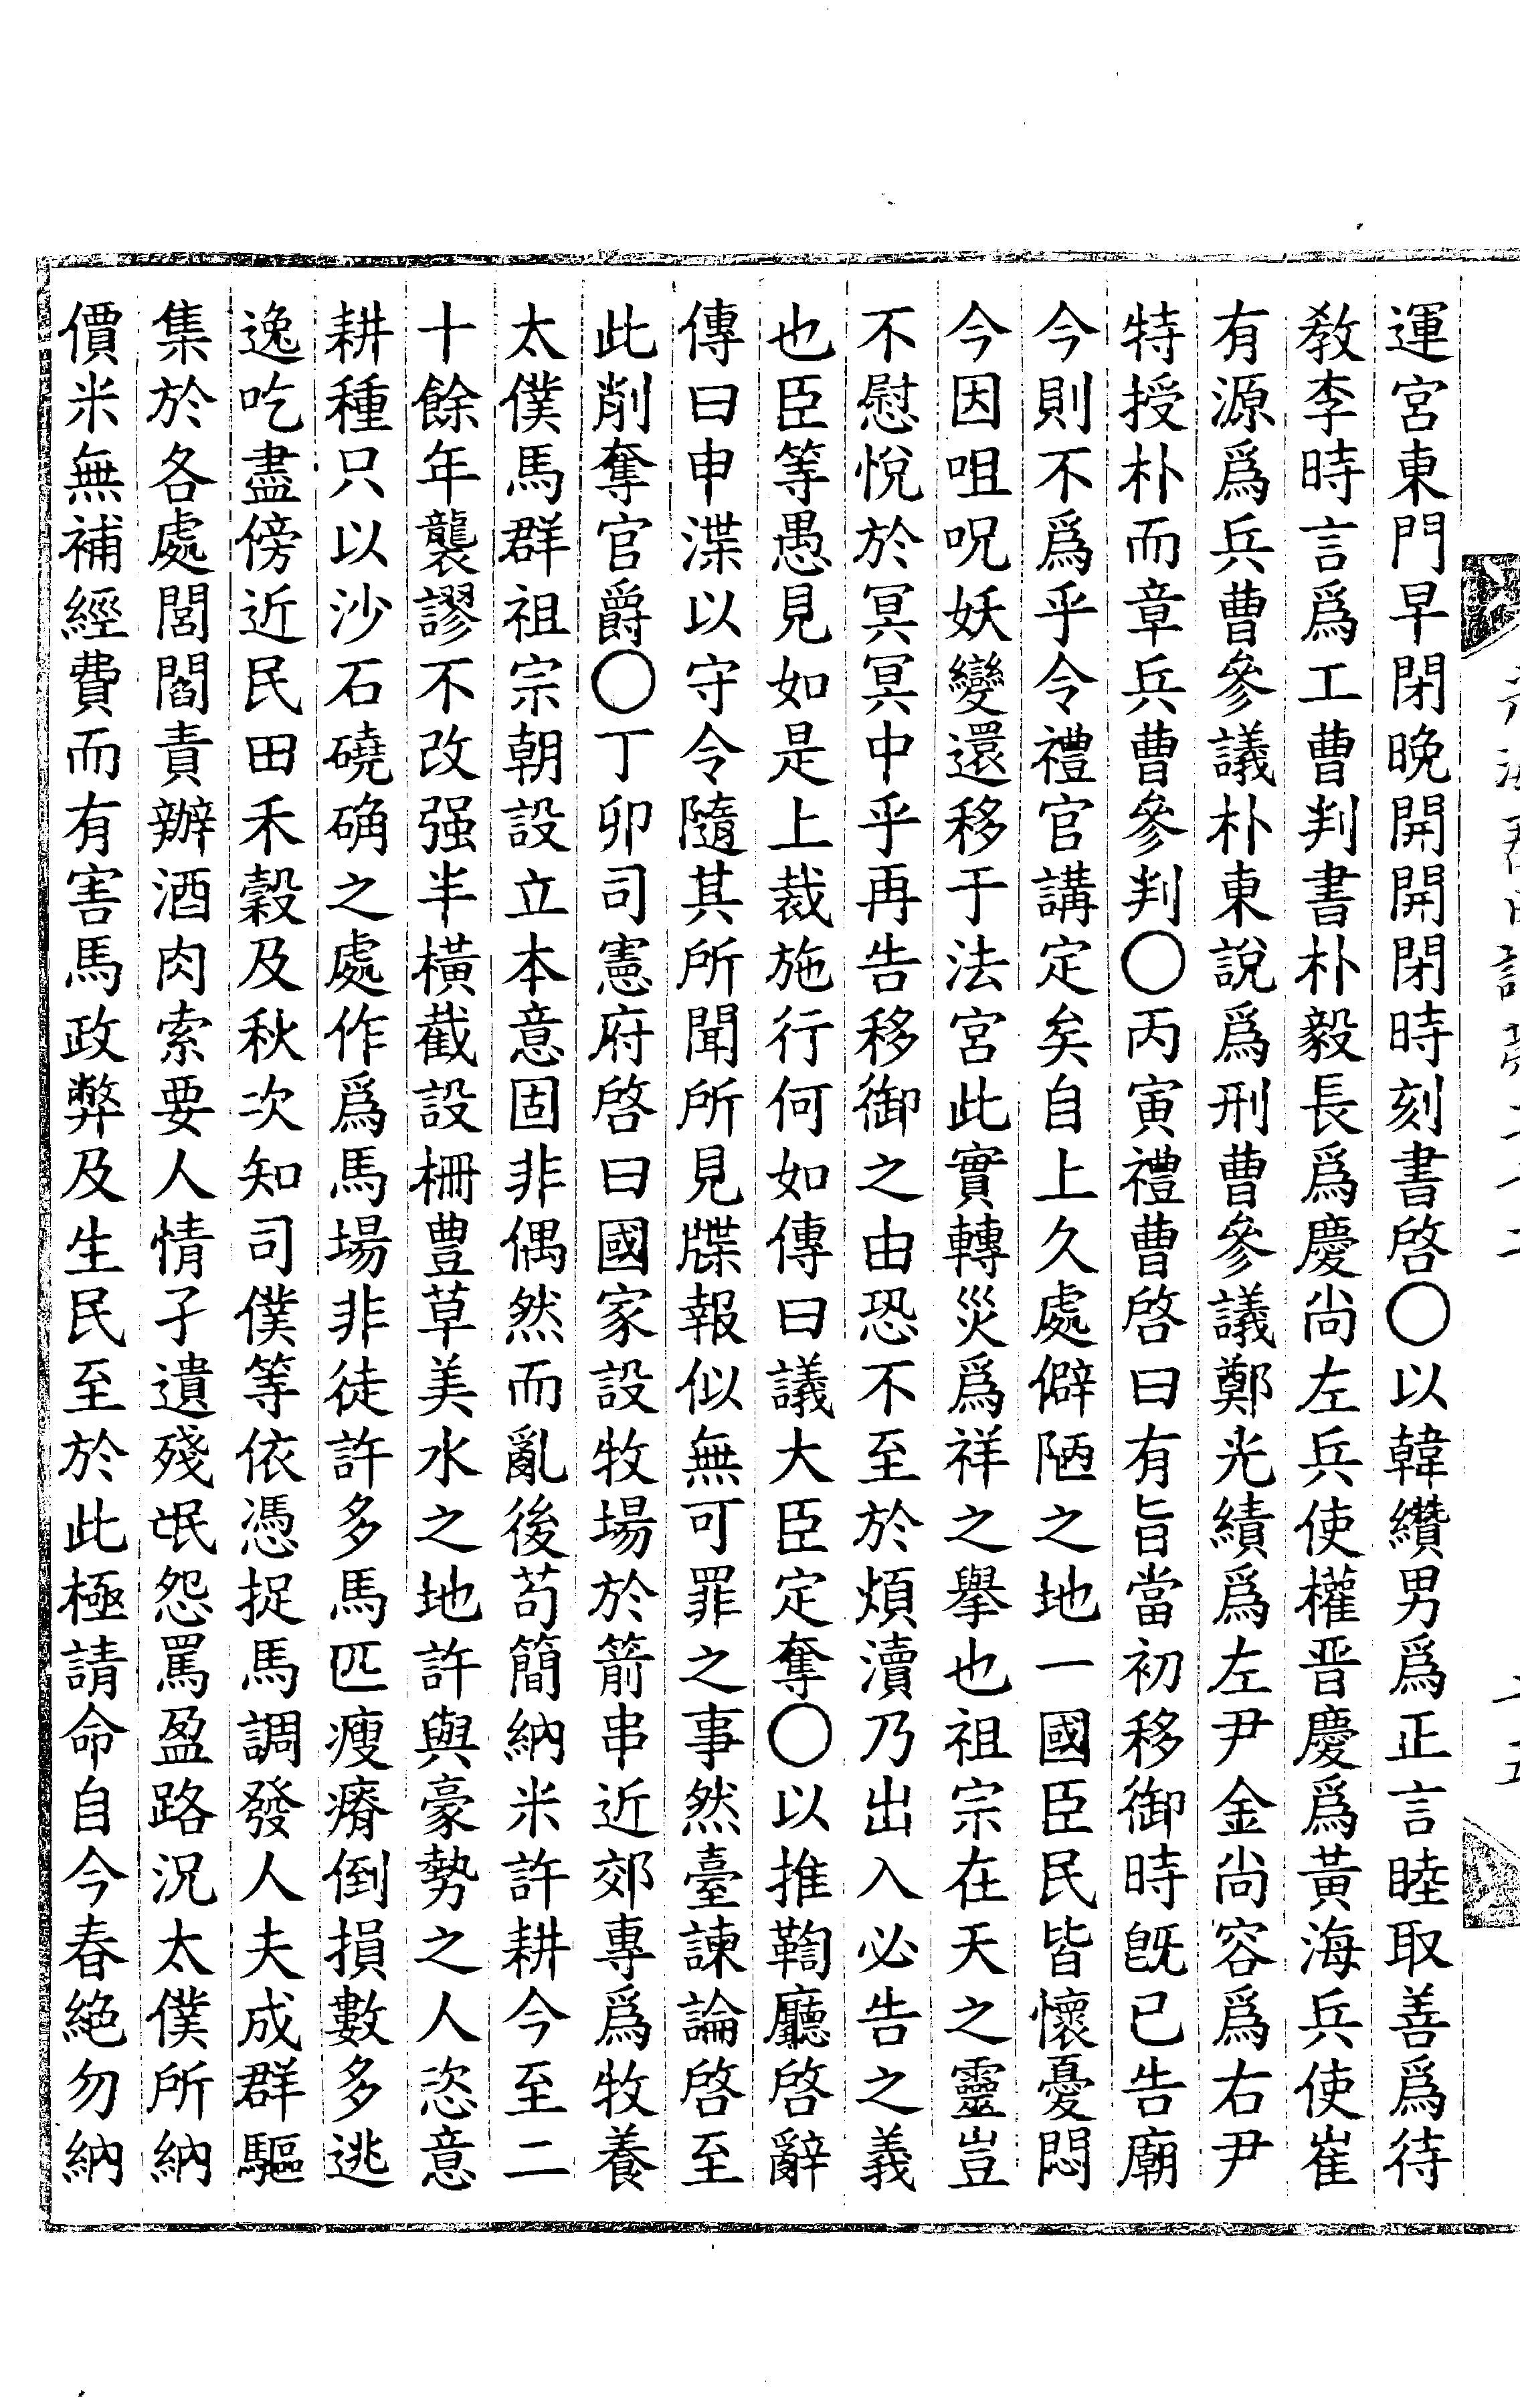 運宮東門早閉晩開開閉時刻書啓〇以韓纘男爲正言睦取善爲待
敎李時言爲工曹判書朴毅長爲慶尙左兵使權晋慶爲黃海兵使崔
有源爲兵曹參議朴東說爲刑曹參議鄭光績爲左尹金尙容爲右尹
特授朴而章兵曹參判〇丙寅禮曹啓曰有旨當初移御時旣已告廟
今則不爲乎令禮官講定矣自上久處僻陋之地一國臣民皆懷憂悶
今因咀呪妖變還移于法宮此實轉災爲祥之擧也祖宗在天之靈豈
不慰悅於冥冥中乎再告移御之由恐不至於煩瀆乃出入必告之義
也臣等愚見如是上裁施行何如傳曰議大臣定奪〇以推鞫廳啓辭
傳曰申渫以守令隨其所聞所見牒報似無可罪之事然臺諫論啓至
此削奪官爵〇丁卯司憲府啓曰國家設牧場於箭串近郊專爲牧養
太僕馬群祖宗朝設立本意固非偶然而亂後苟簡納米許耕今至二
十餘年襲謬不改强半橫截設柵豊草美水之地許與豪勢之人恣意
耕種只以沙石磽确之處作爲馬場非徒許多馬匹瘦瘠倒損數多逃
逸吃盡傍近民田禾穀及秋次知司僕等依憑捉馬調發人夫成群驅
集於各處閭閻責辦酒肉索要人情孑遺殘氓怨罵盈路況太僕所納
價米無補經費而有害馬政弊及生民至於此極請命自今春絶勿納